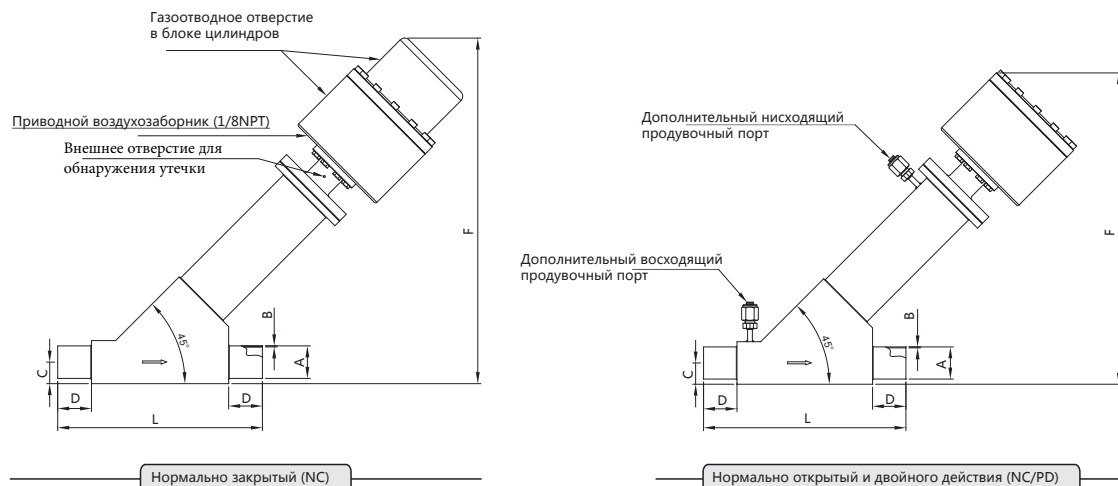 Газоотводное отверстие
в блоке цилиндров
Приводной воздухозаборник (1/8NPT)
Внешнее отверстие для
обнаружения утечки
F
B
45°
C
A
D
D
L
Нормально закрытый (NC)
Дополнительный нисходящий
продувочный порт
Дополнительный восходящий
продувочный порт
F
B
45°
C
A
D
D
L
Нормально открытый и двойного действия (NC/PD)